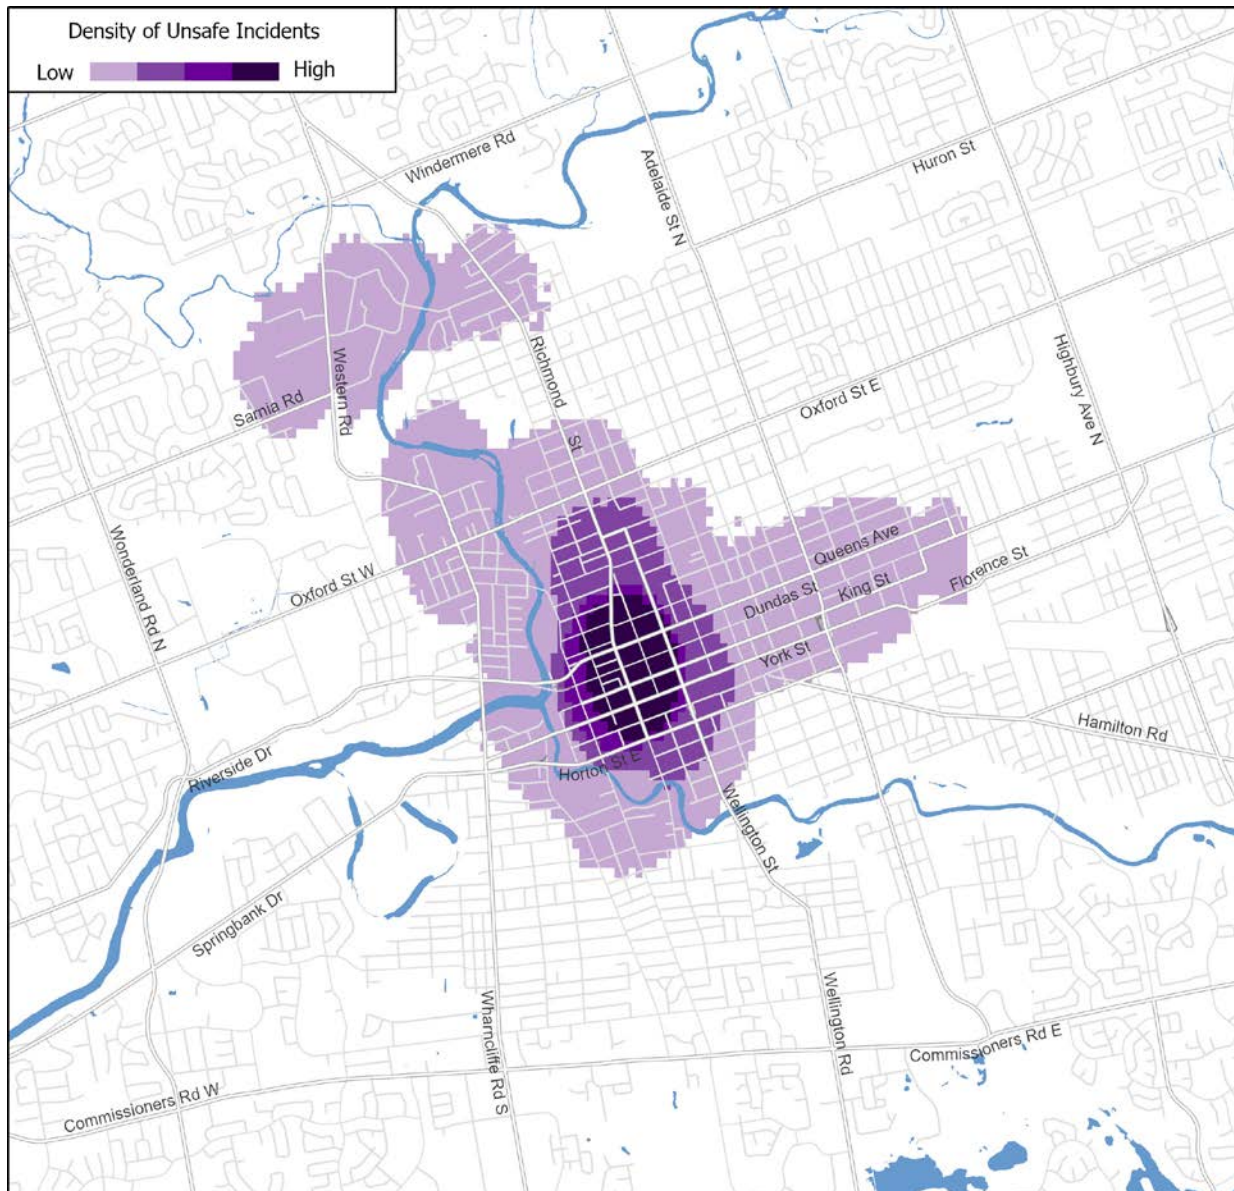 Density of Unsafe Incidents
Low High
Windermere Rd
Adelaide St N
Huron St
Richmond St
Western Rd
Sarnia Rd
Oxford St E
Highbury Ave N
Wonderland Rd N
Oxford St W
Queens Ave
Dundas St
King St
Florence St
York St
Hamilton Rd
Riverside Dr
Horton St E
Wellington St
Springbank Dr
Wharncliffe Rd S
Wellington Rd
Commissioners Rd E
Commissioners Rd W